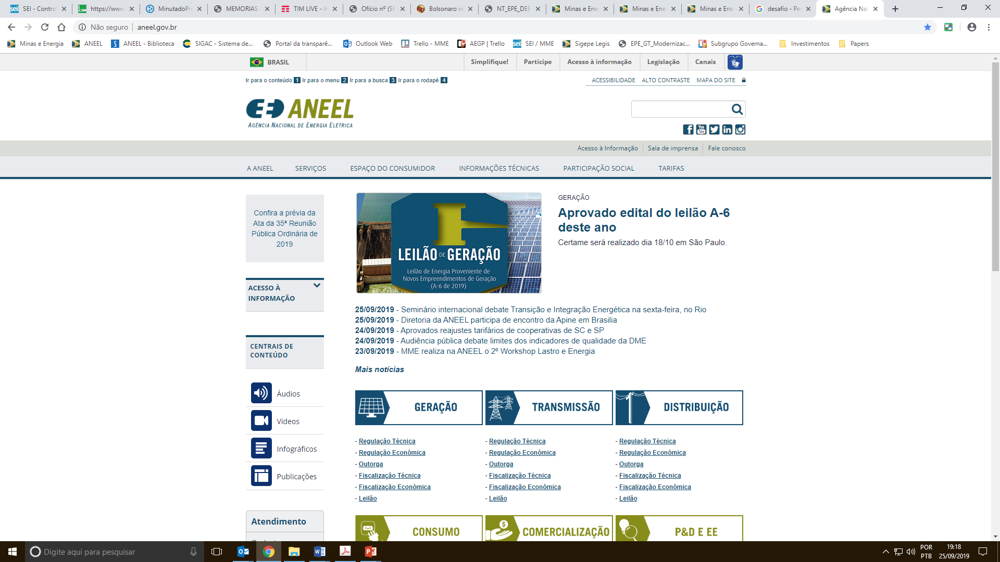 SEI - Contro
https://www
MinutadoPr
MEMORIAS
TIM LIVE - In
Ofício nº (SF
Bolsonaro re
NT_EPE_DEE
Minas e Ene
Minas e Ene
Minas e Ene
desafio - Pe
Agência Na
Não seguro
aneel.gov.br
Minas e Energia
ANEEL
ANEEL - Biblioteca
SIGAC - Sistema de...
Portal da transparê...
Outlook Web
Trello - MME
AEGP | Trello
SEI / MME
Sigepe Legis
EPE_GT_Modernizac...
Subgrupo Governa...
Investimentos
Papers
BRASIL
Simplifique!
Participe
Acesso à informação
Legislação
Canais
Ir para o conteúdo 1 Ir para o menu 2 Ir para a busca 3 Ir para o rodapé 4
ACESSIBILIDADE ALTO CONTRASTE MAPA DO SITE
ANEEL
AGÊNCIA NACIONAL DE ENERGIA ELÉTRICA
Acesso à Informação
Sala de imprensa
Fale conosco
A ANEEL
SERVIÇOS
ESPAÇO DO CONSUMIDOR
INFORMAÇÕES TÉCNICAS
PARTICIPAÇÃO SOCIAL
TARIFAS
Confira a prévia da
Ata da 35ª Reunião
Pública Ordinária de
2019
ACESSO À
INFORMAÇÃO
CENTRAIS DE
CONTEÚDO
Áudios
Vídeos
Infográficos
Publicações
Atendimento
LEILÃO DE GERAÇÃO
Leilão de Energia Proveniente de
Novos Empreendimentos de Geração
(A-6 de 2019)
GERAÇÃO
Aprovado edital do leilão A-6
deste ano
Certame será realizado dia 18/10 em São Paulo.
25/09/2019 - Seminário internacional debate Transição e Integração Energética na sexta-feira, no Rio
25/09/2019 - Diretoria da ANEEL participa de encontro da Apine em Brasilia
24/09/2019 - Aprovados reajustes tarifários de cooperativas de SC e SP
24/09/2019 - Audiência pública debate limites dos indicadores de qualidade da DME
23/09/2019 - MME realiza na ANEEL o 2º Workshop Lastro e Energia
Mais notícias
GERAÇÃO
TRANSMISSÃO
DISTRIBUIÇÃO
- Regulação Técnica
- Regulação Econômica
- Outorga
- Fiscalização Técnica
- Fiscalização Econômica
- Leilão
- Regulação Técnica
- Regulação Econômica
- Outorga
- Fiscalização Técnica
- Fiscalização Econômica
- Leilão
- Regulação Técnica
- Regulação Econômica
- Outorga
- Fiscalização Técnica
- Fiscalização Econômica
- Leilão
CONSUMO
COMERCIALIZAÇÃO
P&D E EE
Digite aqui para pesquisar
POR
PTB
19:18
25/09/2019